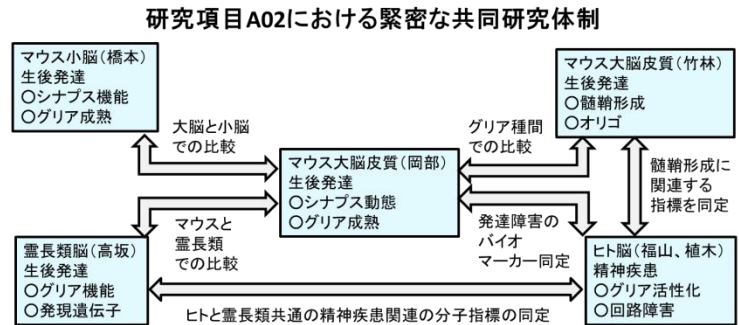 研究項目A02における緊密な共同研究体制
マウス小脳(橋本)
生後発達
〇シナプス機能
〇グリア成熟
マウス大脳皮質(竹林)
生後発達
〇髄鞘形成
〇オリゴ
大脳と小脳
での比較
グリア種間
での比較
マウス大脳皮質(岡部)
生後発達
〇シナプス動態
〇グリア成熟
髄鞘形成に
関連する
指標を同定
マウスと
霊長類
での比較
発達障害の
バイオ
マーカー同定
霊長類脳(高坂)
生後発達
〇グリア機能
〇発現遺伝子
ヒト脳(福山、植木)
精神疾患
〇グリア活性化
〇回路障害
ヒトと霊長類共通の精神疾患関連の分子指標の同定